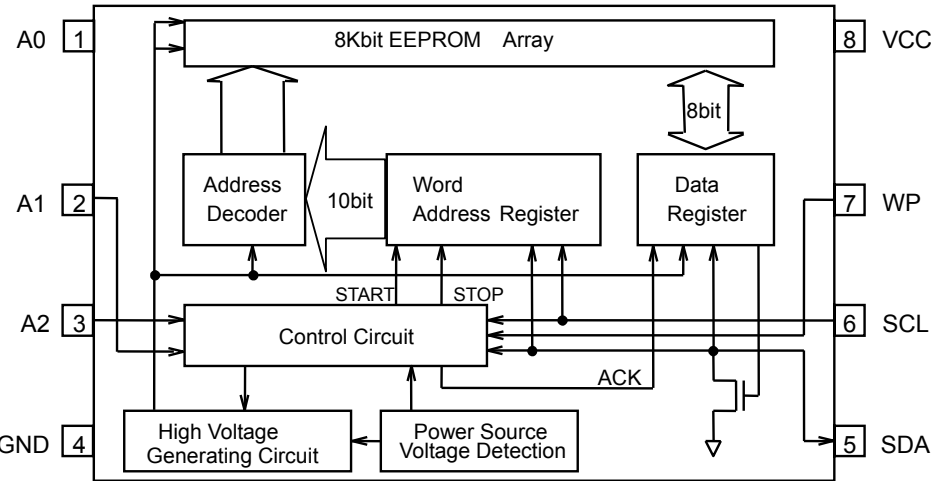 A0 1 8Kbit EEPROM Array 8 VCC
8bit
A1 2 Address Decoder 10bit Word Address Register Data Register 7 WP
START STOP
A2 3 Control Circuit 6 SCL
ACK
GND 4 High Voltage Generating Circuit Power Source Voltage Detection 5 SDA